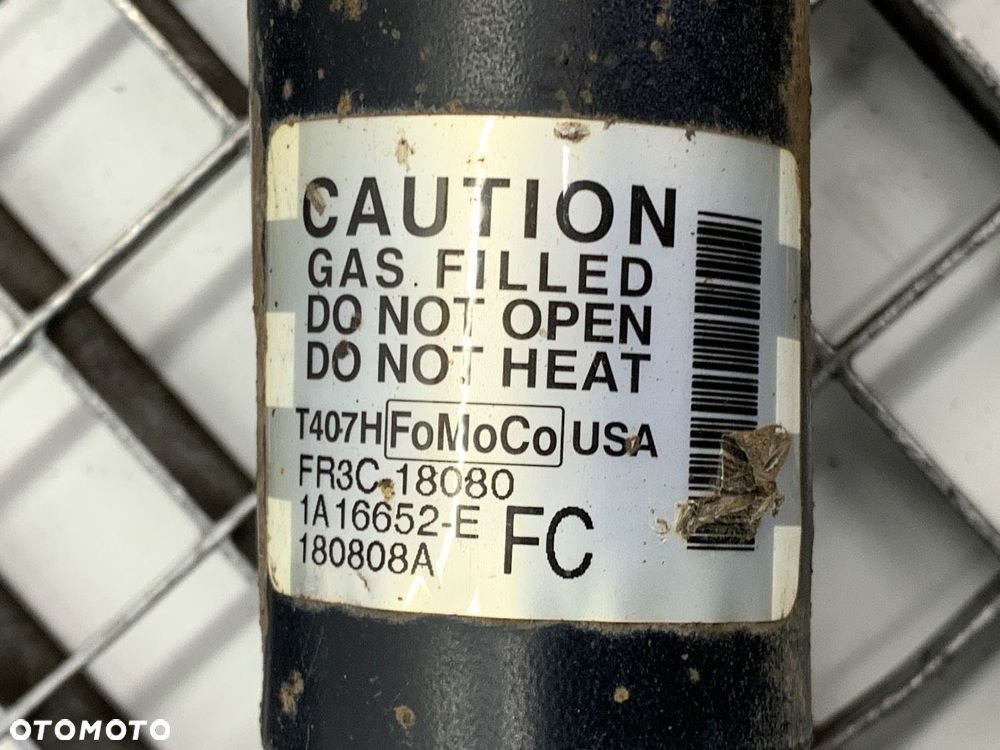 CAUTION
GAS FILLED
DO NOT OPEN
DO NOT HEAT
T407H FoMoCo USA
FR3C-18080
1A16652-E
180808A FC
OTOMOTO